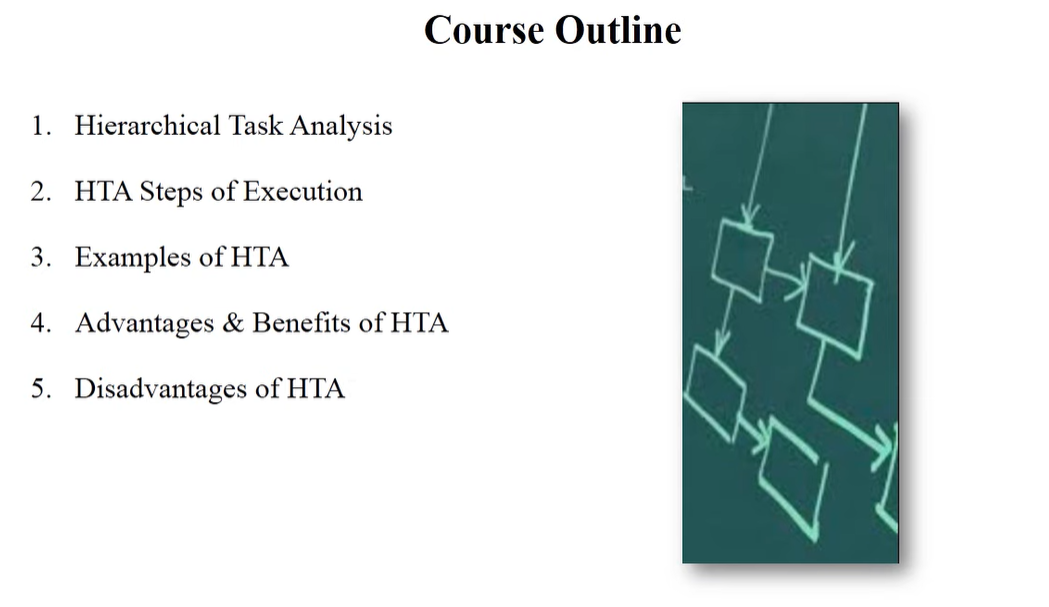 Course Outline
1. Hierarchical Task Analysis
2. HTA Steps of Execution
3. Examples of HTA
4. Advantages & Benefits of HTA
5. Disadvantages of HTA